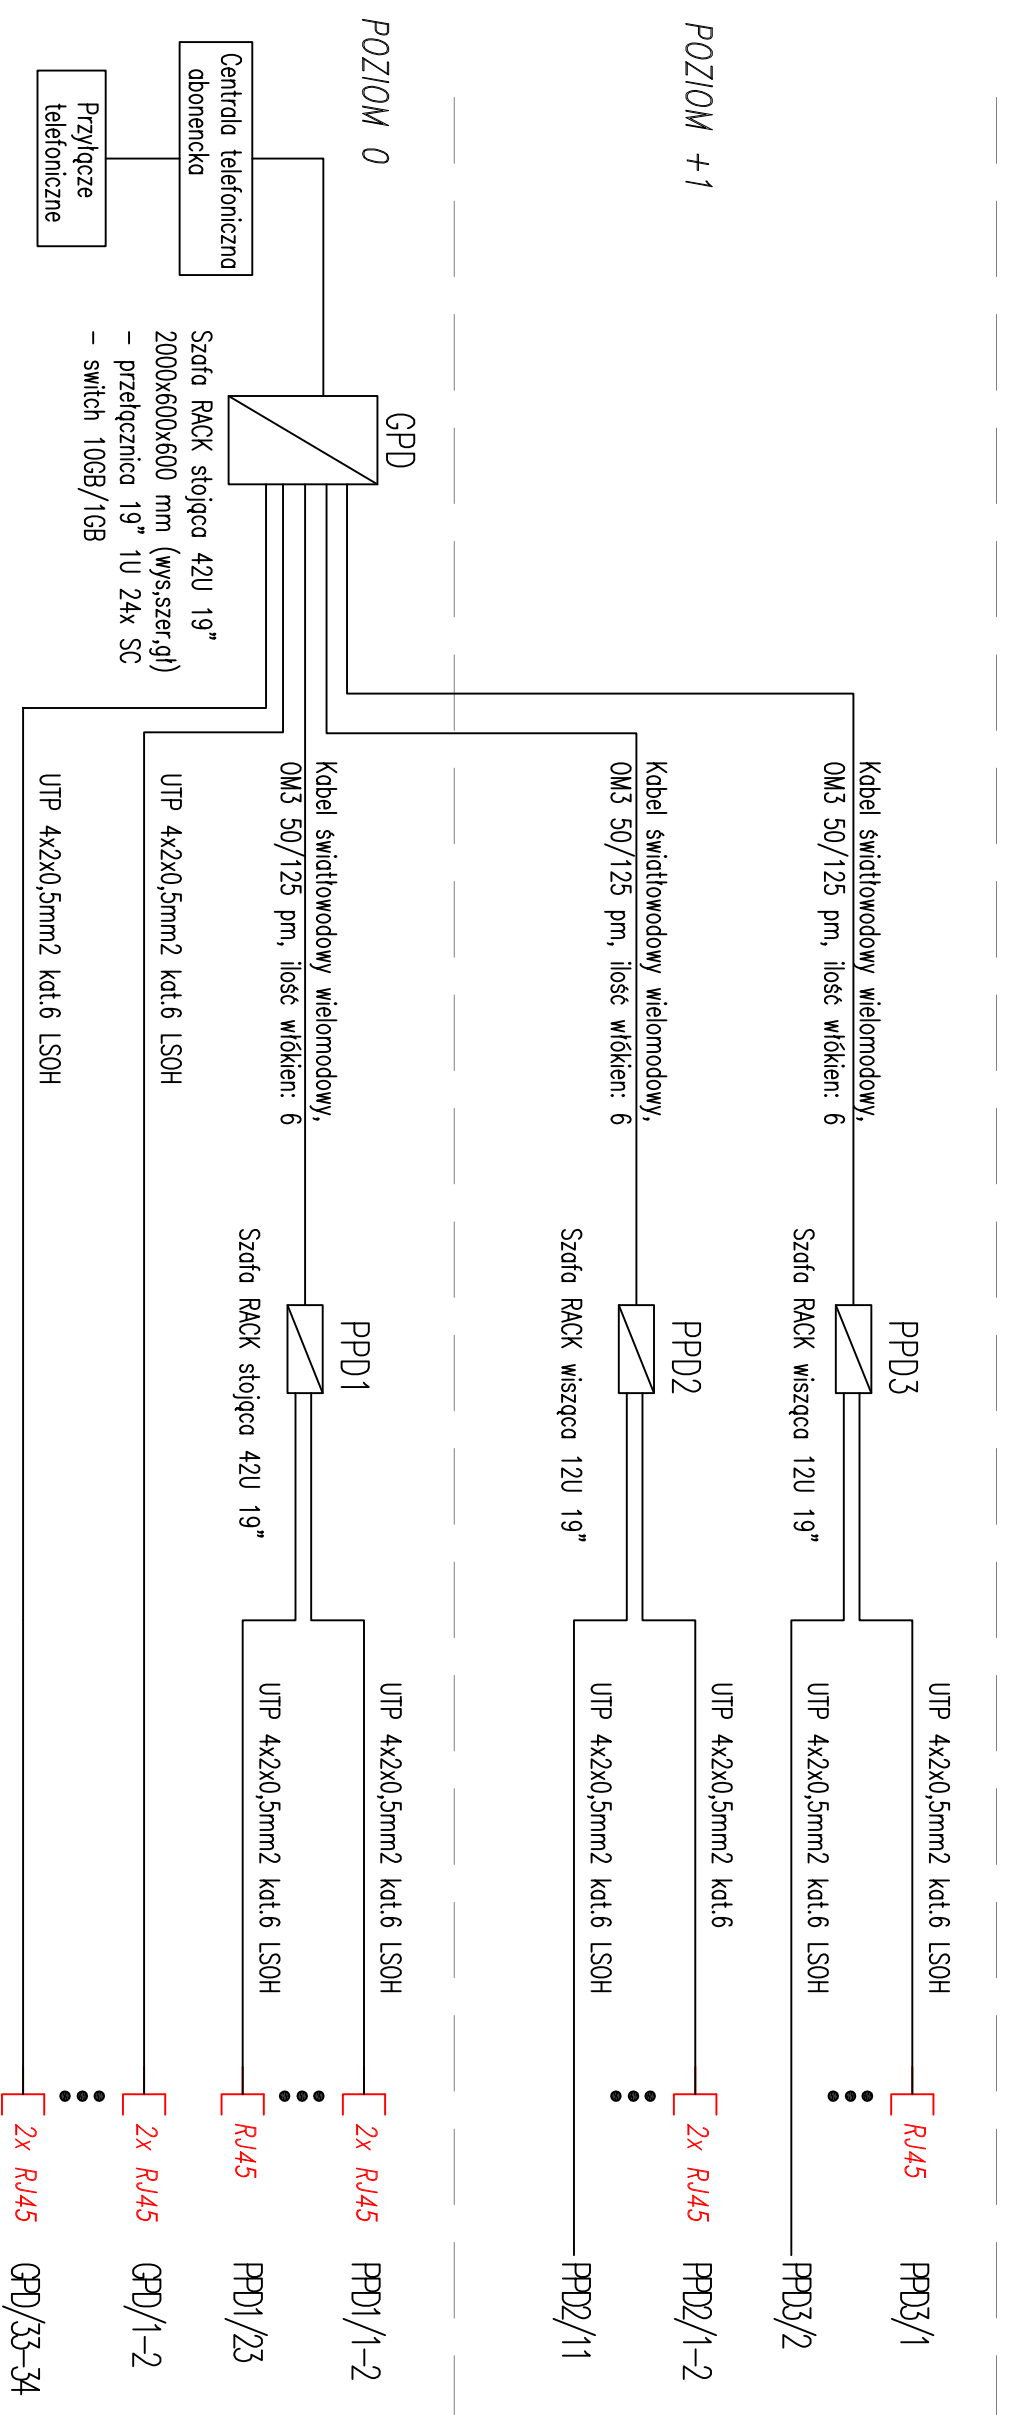 POZIOM +1
POZIOM 0
PPD3/1
RJ45
UTP 4x2x0,5mm2 kat.6 LSOH
PPD3
Kabel światłowodowy wielomodowy,
OM3 50/125 pm, ilość włókien: 6
Szafa RACK wisząca 12U 19"
UTP 4x2x0,5mm2 kat.6 LSOH
PPD3/2
PPD2/1-2
2x RJ45
UTP 4x2x0,5mm2 kat.6
PPD2
Kabel światłowodowy wielomodowy,
OM3 50/125 pm, ilość włókien: 6
Szafa RACK wisząca 12U 19"
UTP 4x2x0,5mm2 kat.6 LSOH
PPD2/11
GPD
UTP 4x2x0,5mm2 kat.6 LSOH
2x RJ45
PPD1/1-2
PPD1
Kabel światłowodowy wielomodowy,
OM3 50/125 pm, ilość włókien: 6
Szafa RACK stojąca 42U 19"
UTP 4x2x0,5mm2 kat.6 LSOH
RJ45
PPD1/23
Centrala telefoniczna
abonencka
Szafa RACK stojąca 42U 19"
2000x600x600 mm (wys,szer,gł)
- przełącznica 19" 1U 24x SC
- switch 10GB/1GB
UTP 4x2x0,5mm2 kat.6 LSOH
2x RJ45
GPD/1-2
Przyłącze
telefoniczne
UTP 4x2x0,5mm2 kat.6 LSOH
2x RJ45
GPD/33-34